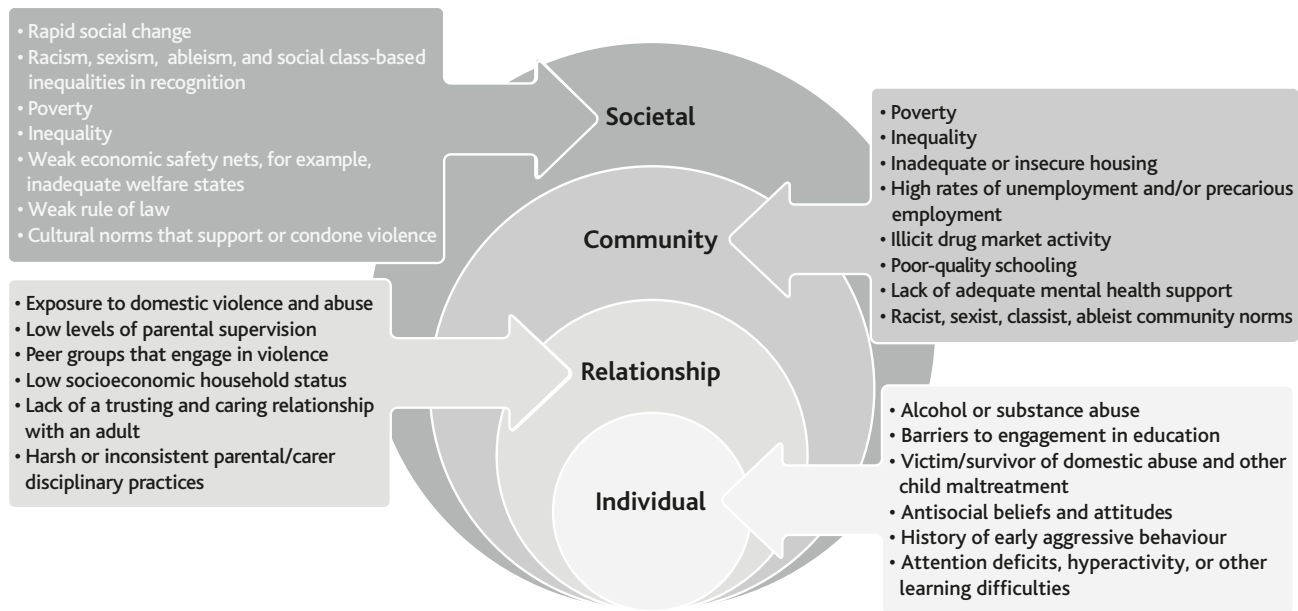 • Rapid social change
• Racism, sexism, ableism, and social class-based
inequalities in recognition
• Poverty
• Inequality
• Weak economic safety nets, for example,
inadequate welfare states
• Weak rule of law
• Cultural norms that support or condone violence
Societal
• Poverty
• Inequality
• Inadequate or insecure housing
• High rates of unemployment and/or precarious
employment
• Illicit drug market activity
• Poor-quality schooling
• Lack of adequate mental health support
• Racist, sexist, classist, ableist community norms
Community
• Exposure to domestic violence and abuse
• Low levels of parental supervision
• Peer groups that engage in violence
• Low socioeconomic household status
• Lack of a trusting and caring relationship
with an adult
• Harsh or inconsistent parental/carer
disciplinary practices
Relationship
• Alcohol or substance abuse
• Barriers to engagement in education
• Victim/survivor of domestic abuse and other
child maltreatment
• Antisocial beliefs and attitudes
• History of early aggressive behaviour
• Attention deficits, hyperactivity, or other
learning difficulties
Individual